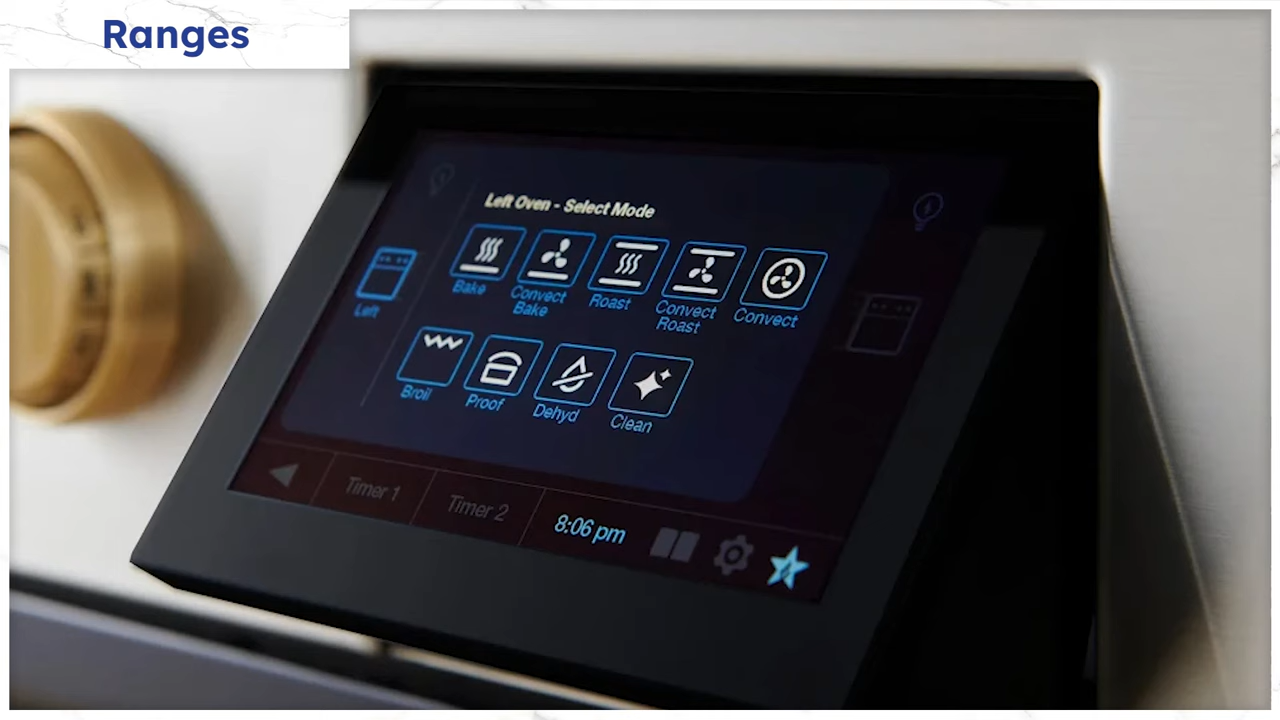 Ranges
Left Oven - Select Mode
Left
Bake
Convect
Bake
Roast
Convect
Roast
Convect
Broil
Proof
Dehyd
Clean
Timer 1
Timer 2
8:06 pm